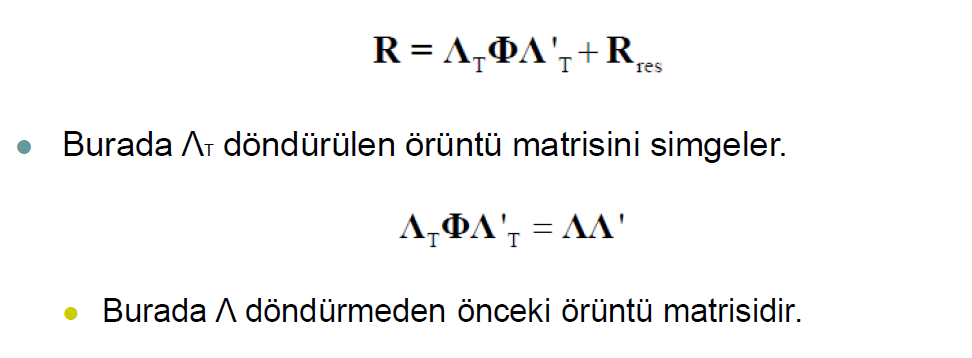 R = Λ_TΦΛ'_T + R_res
● Burada Λ_T döndürülen örüntü matrisini simgeler.
Λ_TΦΛ'_T = ΛΛ'
● Burada Λ döndürmeden önceki örüntü matrisidir.